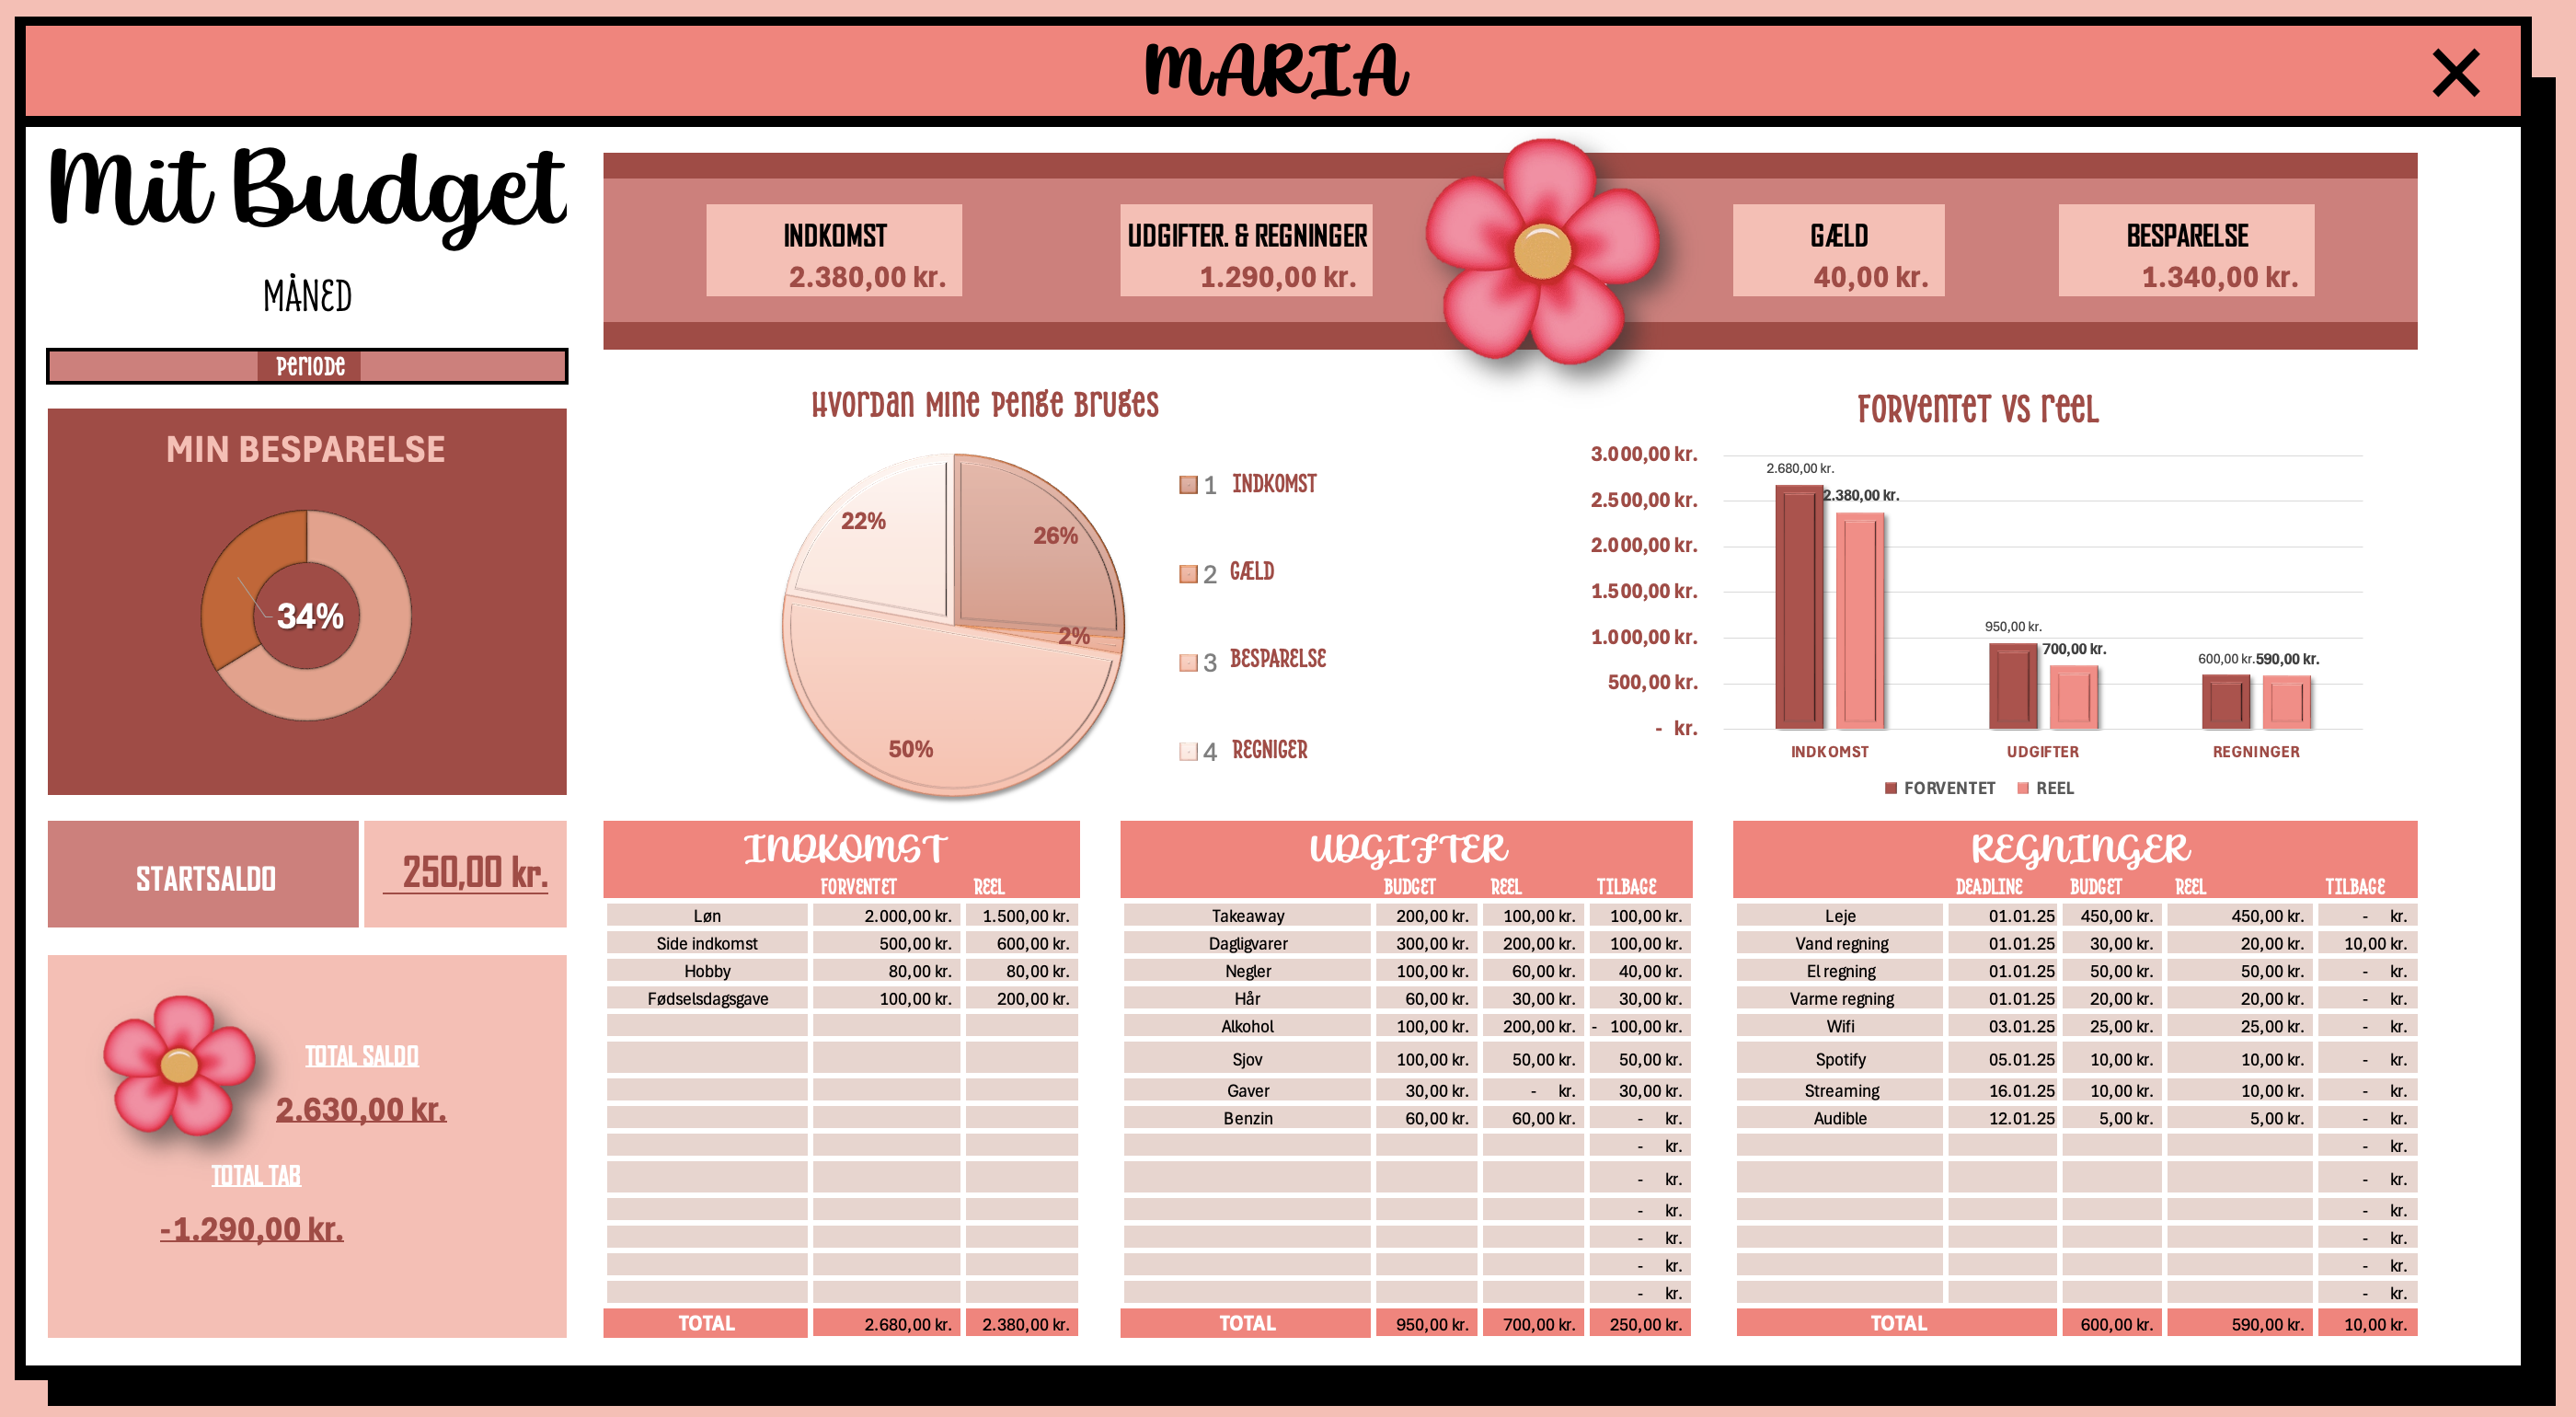 MARIA
Mit Budget
MÅNED
Periode
INDKOMST
2.380,00 kr.
UDGIFTER. & REGNINGER
1.290,00 kr.
GÆLD
40,00 kr.
BESPARELSE
1.340,00 kr.
MIN BESPARELSE
34%
Hvordan Mine Penge Bruges
22%
26%
2%
50%
1 INDKOMST
2 GÆLD
3 BESPARELSE
4 REGNIGER
Forventet vs reel
3.000,00 kr.
2.500,00 kr.
2.000,00 kr.
1.500,00 kr.
1.000,00 kr.
500,00 kr.
- kr.
2.680,00 kr.
2.380,00 kr.
950,00 kr.
700,00 kr.
600,00 kr.
590,00 kr.
INDKOMST UDGIFTER REGNINGER
FORVENTET REEL
STARTSALDO 250,00 kr.
TOTAL SALDO
2.630,00 kr.
TOTAL TAB
-1.290,00 kr.
INDKOMST
FORVENTET REEL
Løn 2.000,00 kr. 1.500,00 kr.
Side indkomst 500,00 kr. 600,00 kr.
Hobby 80,00 kr. 80,00 kr.
Fødselsdagsgave 100,00 kr. 200,00 kr.
TOTAL 2.680,00 kr. 2.380,00 kr.
UDGIFTER
BUDGET REEL TILBAGE
Takeaway 200,00 kr. 100,00 kr. 100,00 kr.
Dagligvarer 300,00 kr. 200,00 kr. 100,00 kr.
Negler 100,00 kr. 60,00 kr. 40,00 kr.
Hår 60,00 kr. 30,00 kr. 30,00 kr.
Alkohol 100,00 kr. 200,00 kr. - 100,00 kr.
Sjov 100,00 kr. 50,00 kr. 50,00 kr.
Gaver 30,00 kr. - kr. 30,00 kr.
Benzin 60,00 kr. 60,00 kr. - kr.
- kr.
- kr.
- kr.
- kr.
- kr.
- kr.
TOTAL 950,00 kr. 700,00 kr. 250,00 kr.
REGNINGER
DEADLINE BUDGET REEL TILBAGE
Leje 01.01.25 450,00 kr. 450,00 kr. - kr.
Vand regning 01.01.25 30,00 kr. 20,00 kr. 10,00 kr.
El regning 01.01.25 50,00 kr. 50,00 kr. - kr.
Varme regning 01.01.25 20,00 kr. 20,00 kr. - kr.
Wifi 03.01.25 25,00 kr. 25,00 kr. - kr.
Spotify 05.01.25 10,00 kr. 10,00 kr. - kr.
Streaming 16.01.25 10,00 kr. 10,00 kr. - kr.
Audible 12.01.25 5,00 kr. 5,00 kr. - kr.
- kr.
- kr.
- kr.
- kr.
- kr.
- kr.
TOTAL 600,00 kr. 590,00 kr. 10,00 kr.